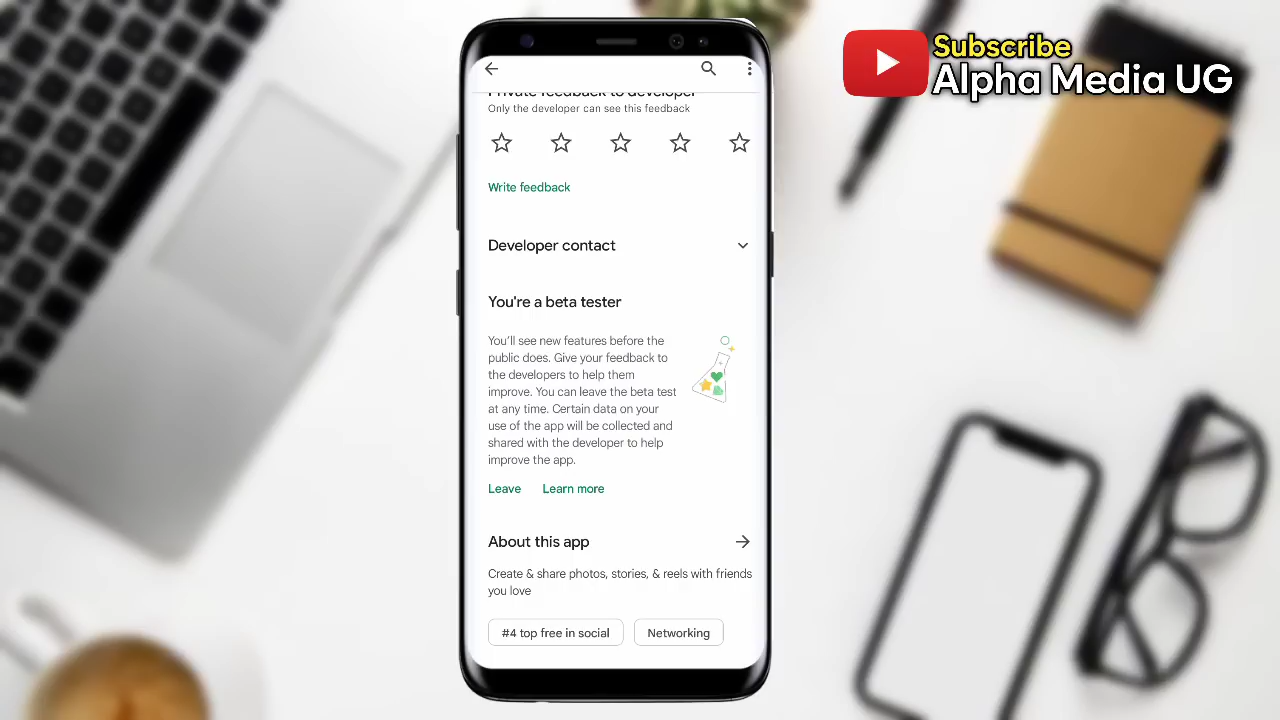 Subscribe
Alpha Media UG
Private feedback to developer
Only the developer can see this feedback
Write feedback
Developer contact
You're a beta tester
You'll see new features before the
public does. Give your feedback to
the developers to help them
improve. You can leave the beta test
at any time. Certain data on your
use of the app will be collected and
shared with the developer to help
improve the app.
Leave Learn more
About this app
Create & share photos, stories, & reels with friends
you love
#4 top free in social Networking